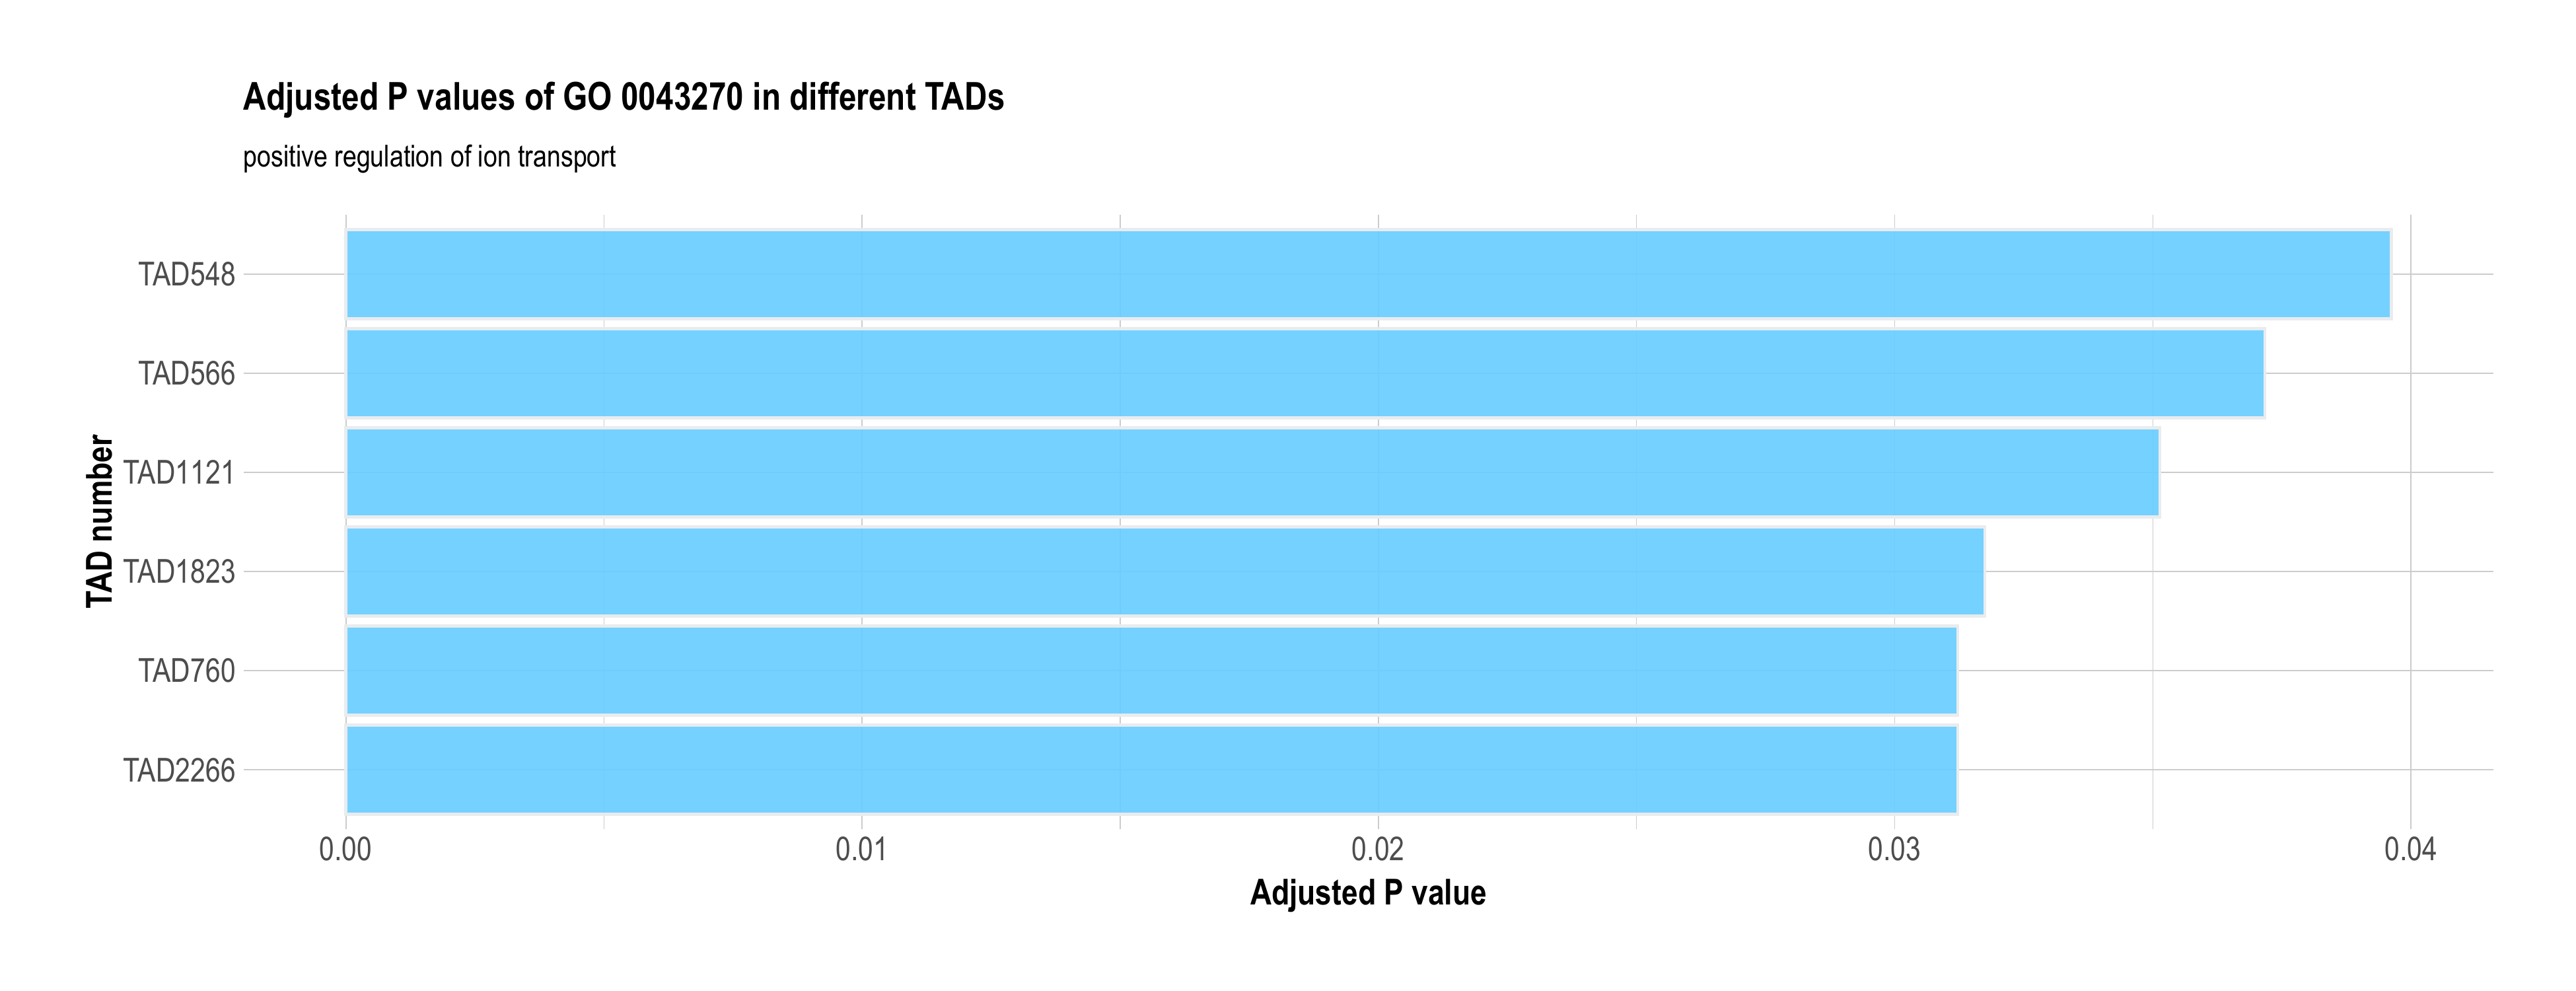 Adjusted P values of GO 0043270 in different TADs
positive regulation of ion transport
TAD number
TAD548
TAD566
TAD1121
TAD1823
TAD760
TAD2266
0.00 0.01 0.02 0.03 0.04
Adjusted P value